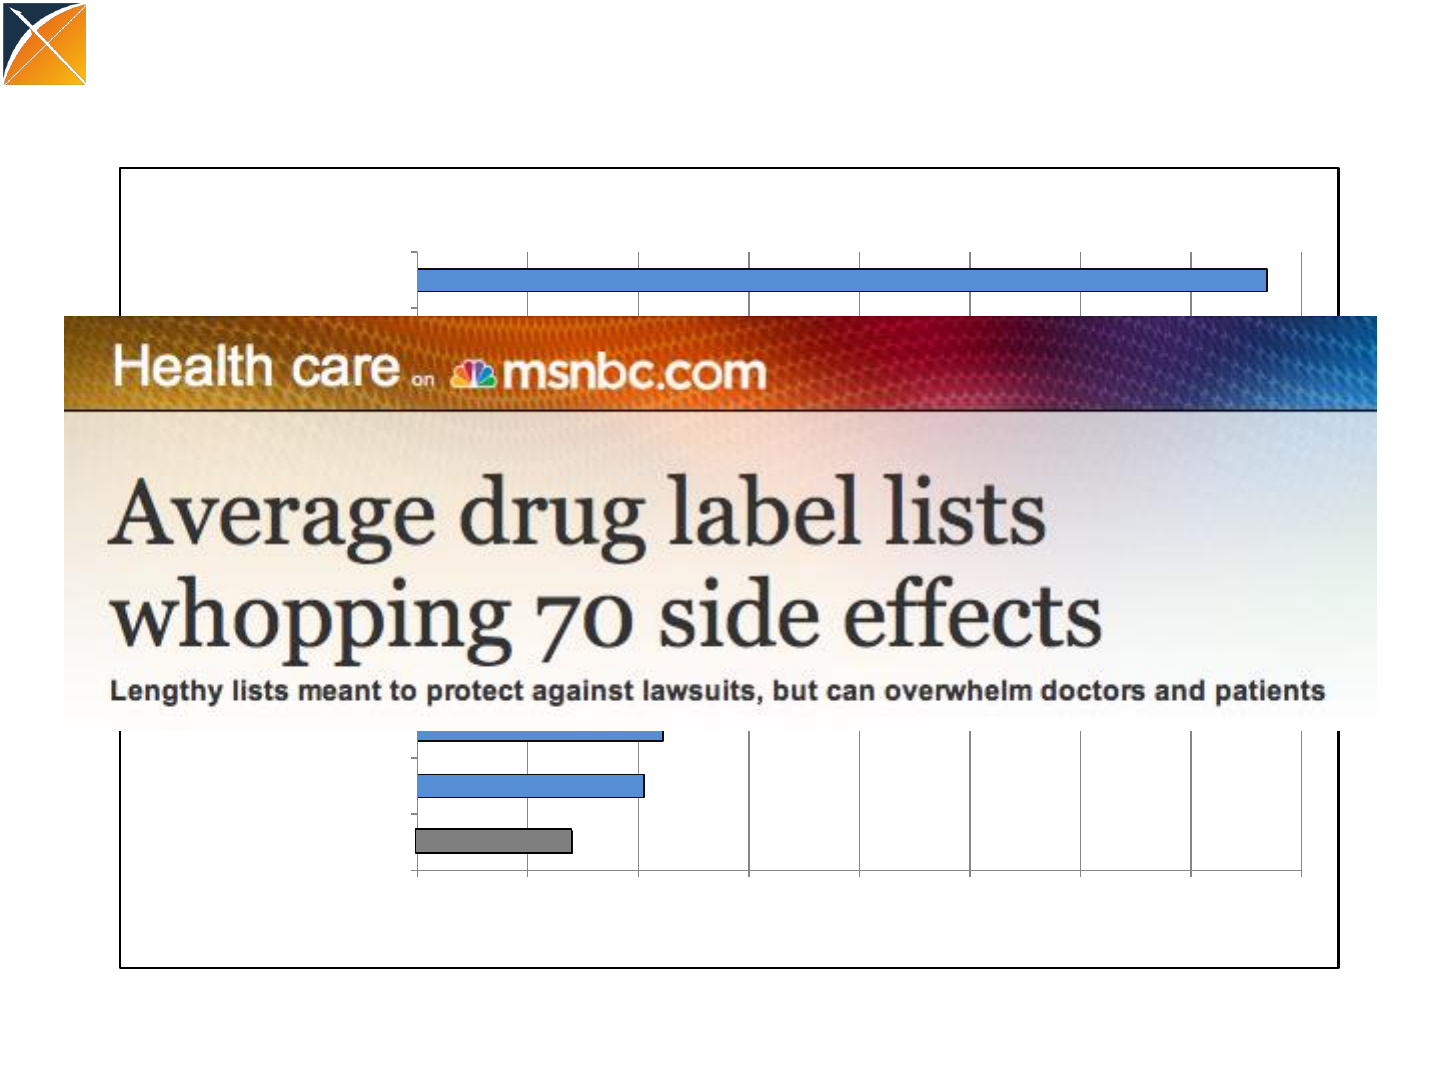 Health care on msnbc.com
Average drug label lists
whopping 70 side effects
Lengthy lists meant to protect against lawsuits, but can overwhelm doctors and patients